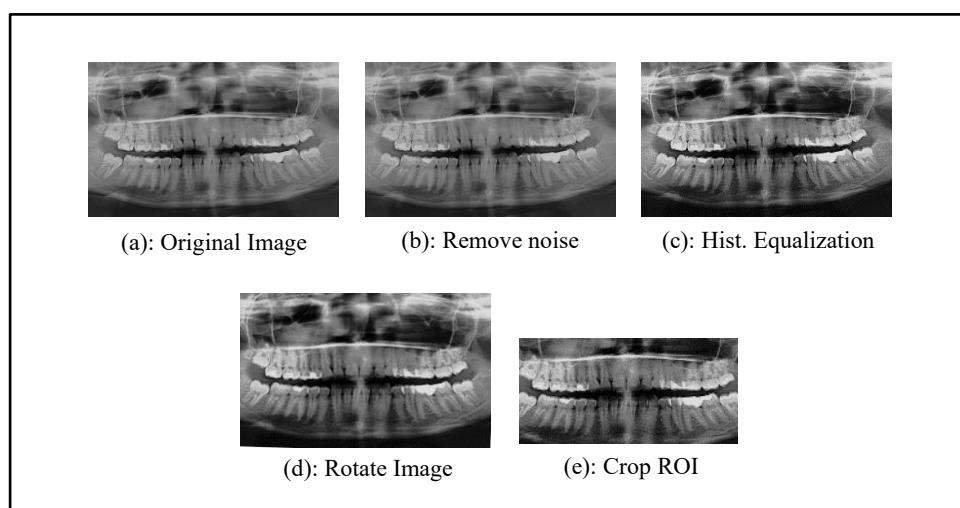 (a): Original Image
(b): Remove noise
(c): Hist. Equalization
(d): Rotate Image
(e): Crop ROI